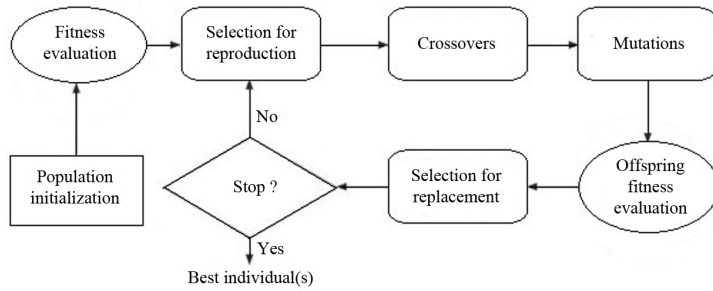 Fitness
evaluation
Selection for
reproduction
Crossovers
Mutations
No
Population
initialization
Stop ?
Selection for
replacement
Offspring
fitness
evaluation
Yes
Best individual(s)